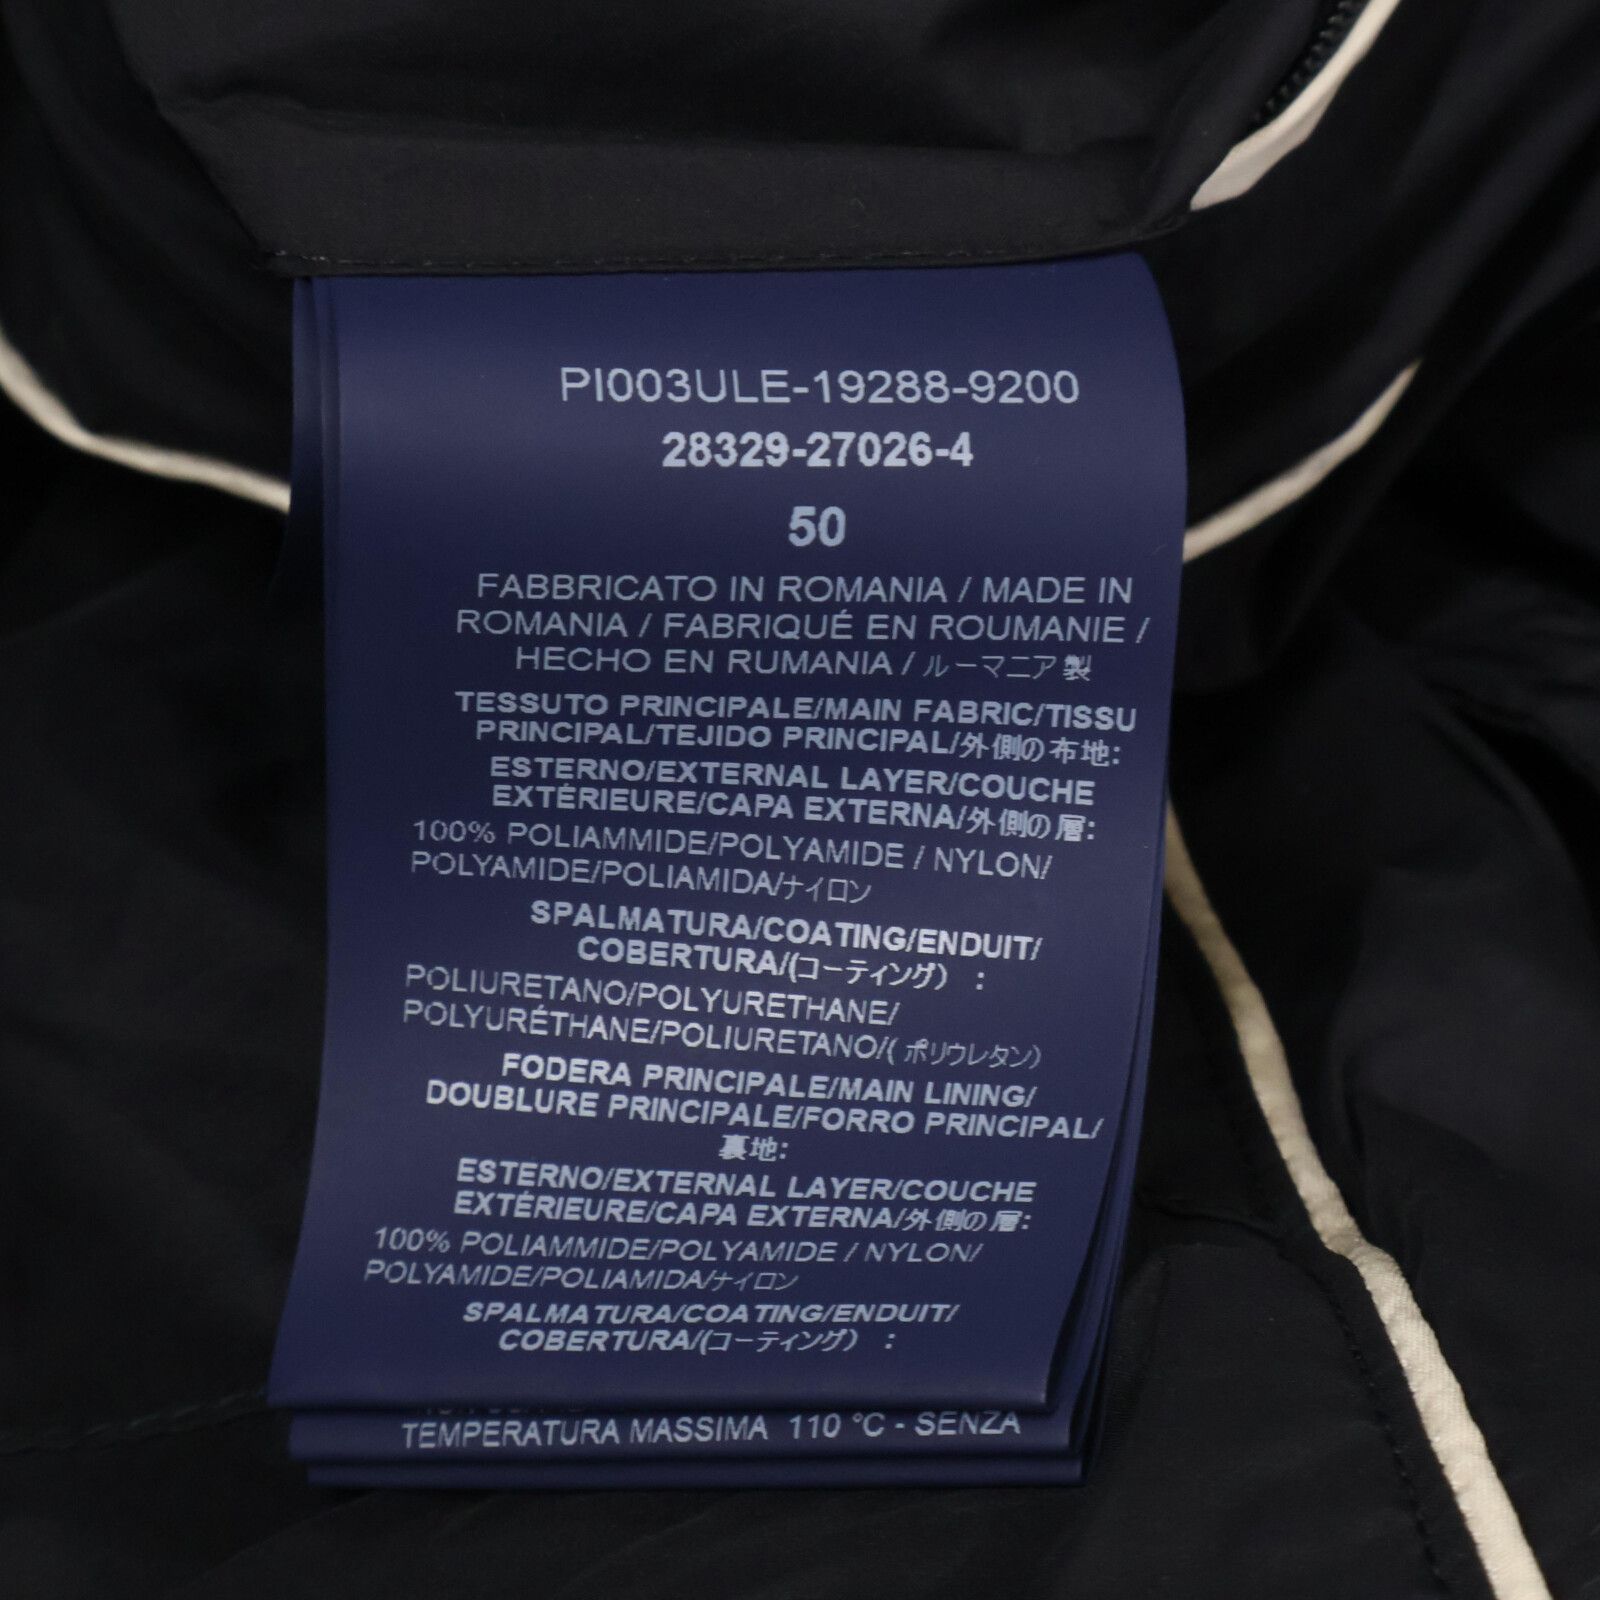 PI003ULE-19288-9200
28329-27026-4
50
FABBRICATO IN ROMANIA / MADE IN
ROMANIA / FABRIQUÉ EN ROUMANIE /
HECHO EN RUMANIA / ルーマニア製
TESSUTO PRINCIPALE/MAIN FABRIC/TISSU
PRINCIPAL/TEJIDO PRINCIPAL/外側の布地:
ESTERNO/EXTERNAL LAYER/COUCHE
EXTÉRIEURE/CAPA EXTERNA/外側の層:
100% POLIAMMIDE/POLYAMIDE / NYLON/
POLYAMIDE/POLIAMIDA/ナイロン
SPALMATURA/COATING/ENDUIT/
COBERTURA/(コーティング) :
POLIURETANO/POLYURETHANE/
POLYURÉTHANE/POLIURETANO/(ポリウレタン)
FODERA PRINCIPALE/MAIN LINING/
DOUBLURE PRINCIPALE/FORRO PRINCIPAL/
裏地:
ESTERNO/EXTERNAL LAYER/COUCHE
EXTÉRIEURE/CAPA EXTERNA/外側の層:
100% POLIAMMIDE/POLYAMIDE / NYLON/
POLYAMIDE/POLIAMIDA/ナイロン
SPALMATURA/COATING/ENDUIT/
COBERTURA/(コーティング) :
TEMPERATURA MASSIMA 110 °C - SENZA